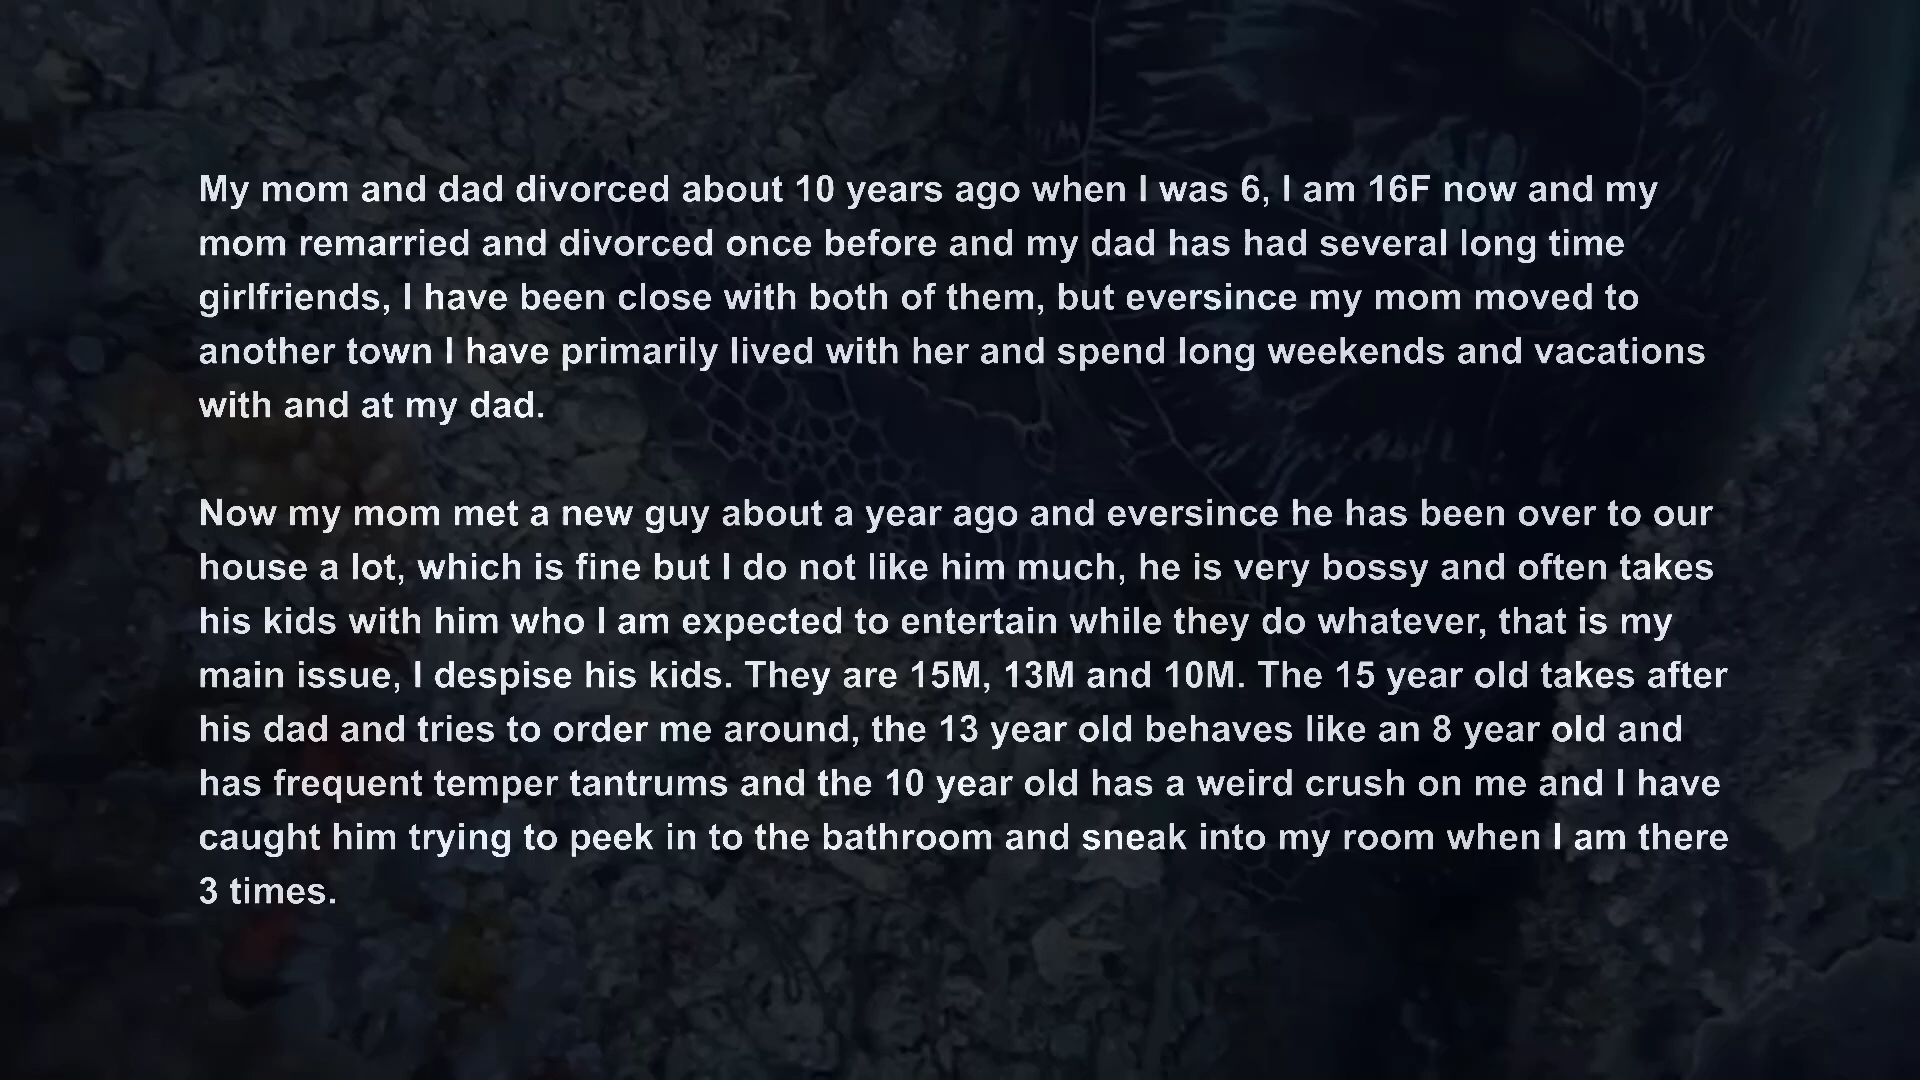 My mom and dad divorced about 10 years ago when I was 6, I am 16F now and my
mom remarried and divorced once before and my dad has had several long time
girlfriends, I have been close with both of them, but eversince my mom moved to
another town I have primarily lived with her and spend long weekends and vacations
with and at my dad.
Now my mom met a new guy about a year ago and eversince he has been over to our
house a lot, which is fine but I do not like him much, he is very bossy and often takes
his kids with him who I am expected to entertain while they do whatever, that is my
main issue, I despise his kids. They are 15M, 13M and 10M. The 15 year old takes after
his dad and tries to order me around, the 13 year old behaves like an 8 year old and
has frequent temper tantrums and the 10 year old has a weird crush on me and I have
caught him trying to peek in to the bathroom and sneak into my room when I am there
3 times.